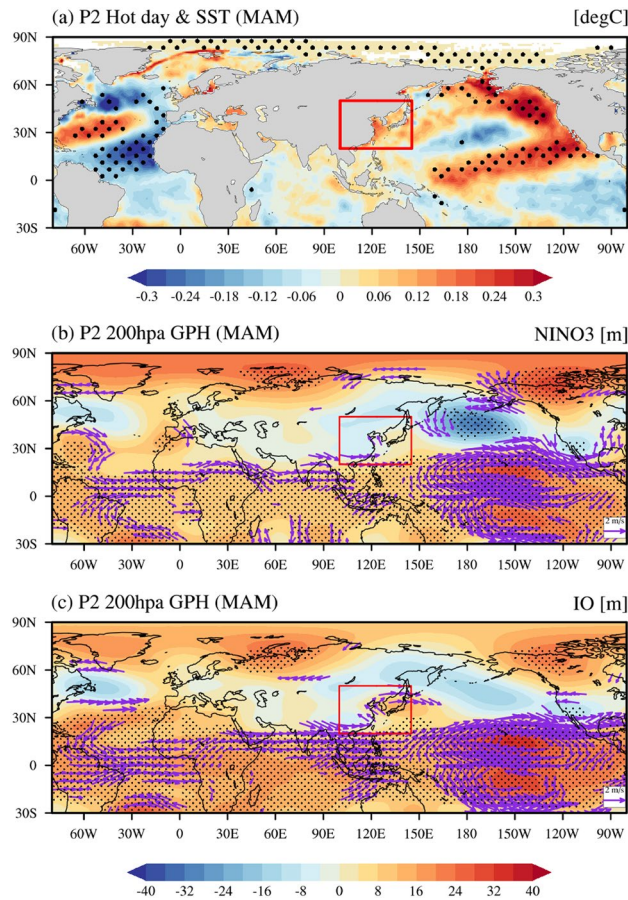 (a) P2 Hot day & SST (MAM) [degC]
90N
60N
30N
0
30S
60W 30W 0 30E 60E 90E 120E 150E 180 150W 120W 90W
-0.3 -0.24 -0.18 -0.12 -0.06 0 0.06 0.12 0.18 0.24 0.3
(b) P2 200hpa GPH (MAM) NINO3 [m]
90N
60N
30N
0
30S
2 m/s
60W 30W 0 30E 60E 90E 120E 150E 180 150W 120W 90W
(c) P2 200hpa GPH (MAM) IO [m]
90N
60N
30N
0
30S
2 m/s
60W 30W 0 30E 60E 90E 120E 150E 180 150W 120W 90W
-40 -32 -24 -16 -8 0 8 16 24 32 40